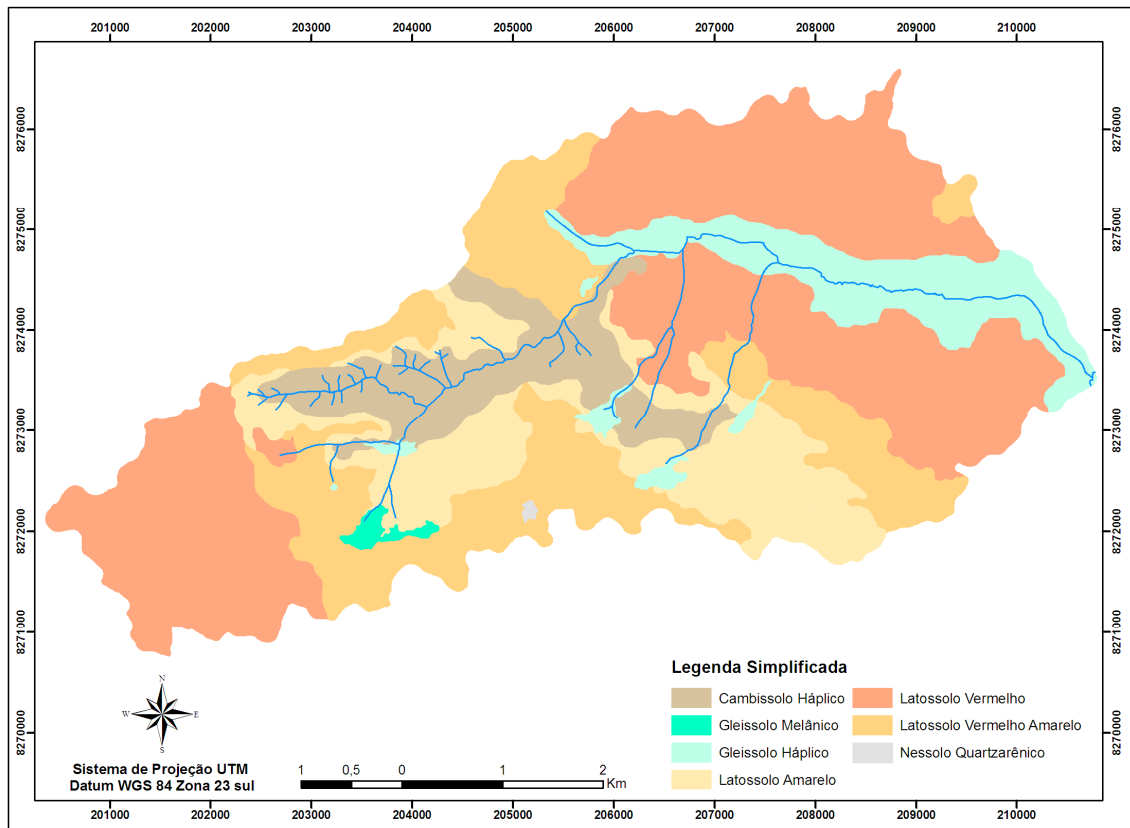 201000 202000 203000 204000 205000 206000 207000 208000 209000 210000
8276000 8276000
8275000 8275000
8274000 8274000
8273000 8273000
8272000 8272000
8271000 8271000
8270000 8270000
Legenda Simplificada
Cambissolo Háplico Latossolo Vermelho
Gleissolo Melânico Latossolo Vermelho Amarelo
Gleissolo Háplico Nessolo Quartzarênico
Latossolo Amarelo
N
W E
S
Sistema de Projeção UTM
Datum WGS 84 Zona 23 sul
1 0,5 0 1 2
Km
201000 202000 203000 204000 205000 206000 207000 208000 209000 210000